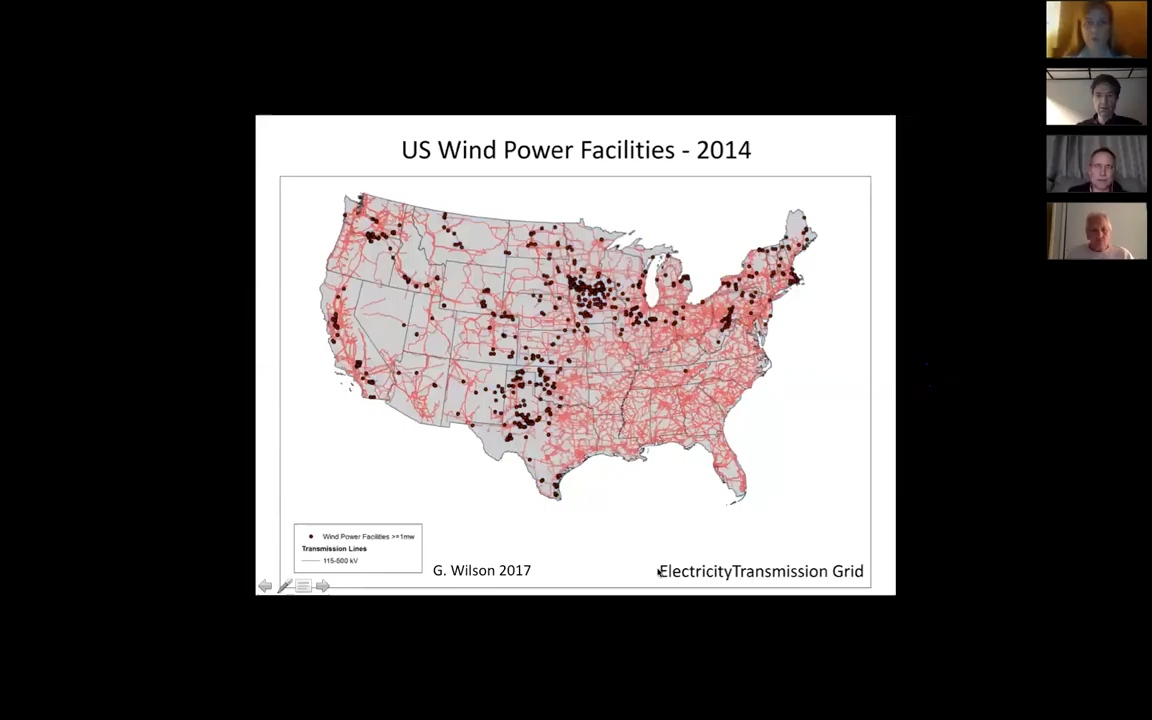 US Wind Power Facilities - 2014
Wind Power Facilities >=1mw
Transmission Lines
115-500 kV
G. Wilson 2017
ElectricityTransmission Grid